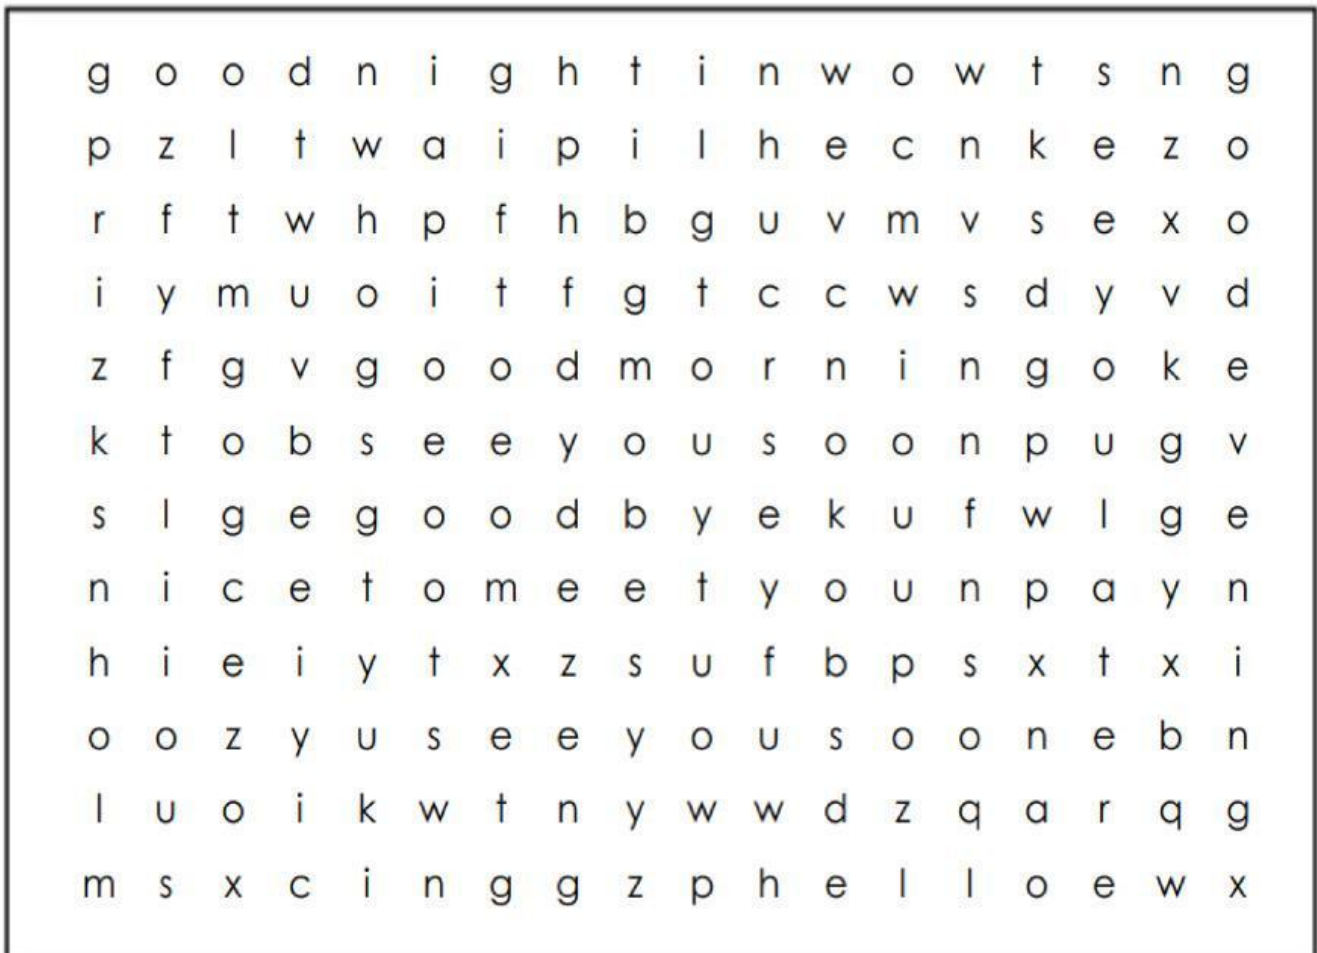 g o o d n i g h t i n w o w t s n g
p z l t w a i p i l h e c n k e z o
r f t w h p f h b g u v m v s e x o
i y m u o i t f g t c c w s d y v d
z f g v g o o d m o r n i n g o k e
k t o b s e e y o u s o o n p u g v
s l g e g o o d b y e k u f w l g e
n i c e t o m e e t y o u n p a y n
h i e i y t x z s u f b p s x t x i
o o z y u s e e y o u s o o n e b n
l u o i k w t n y w w d z q a r q g
m s x c i n g g z p h e l l o e w x